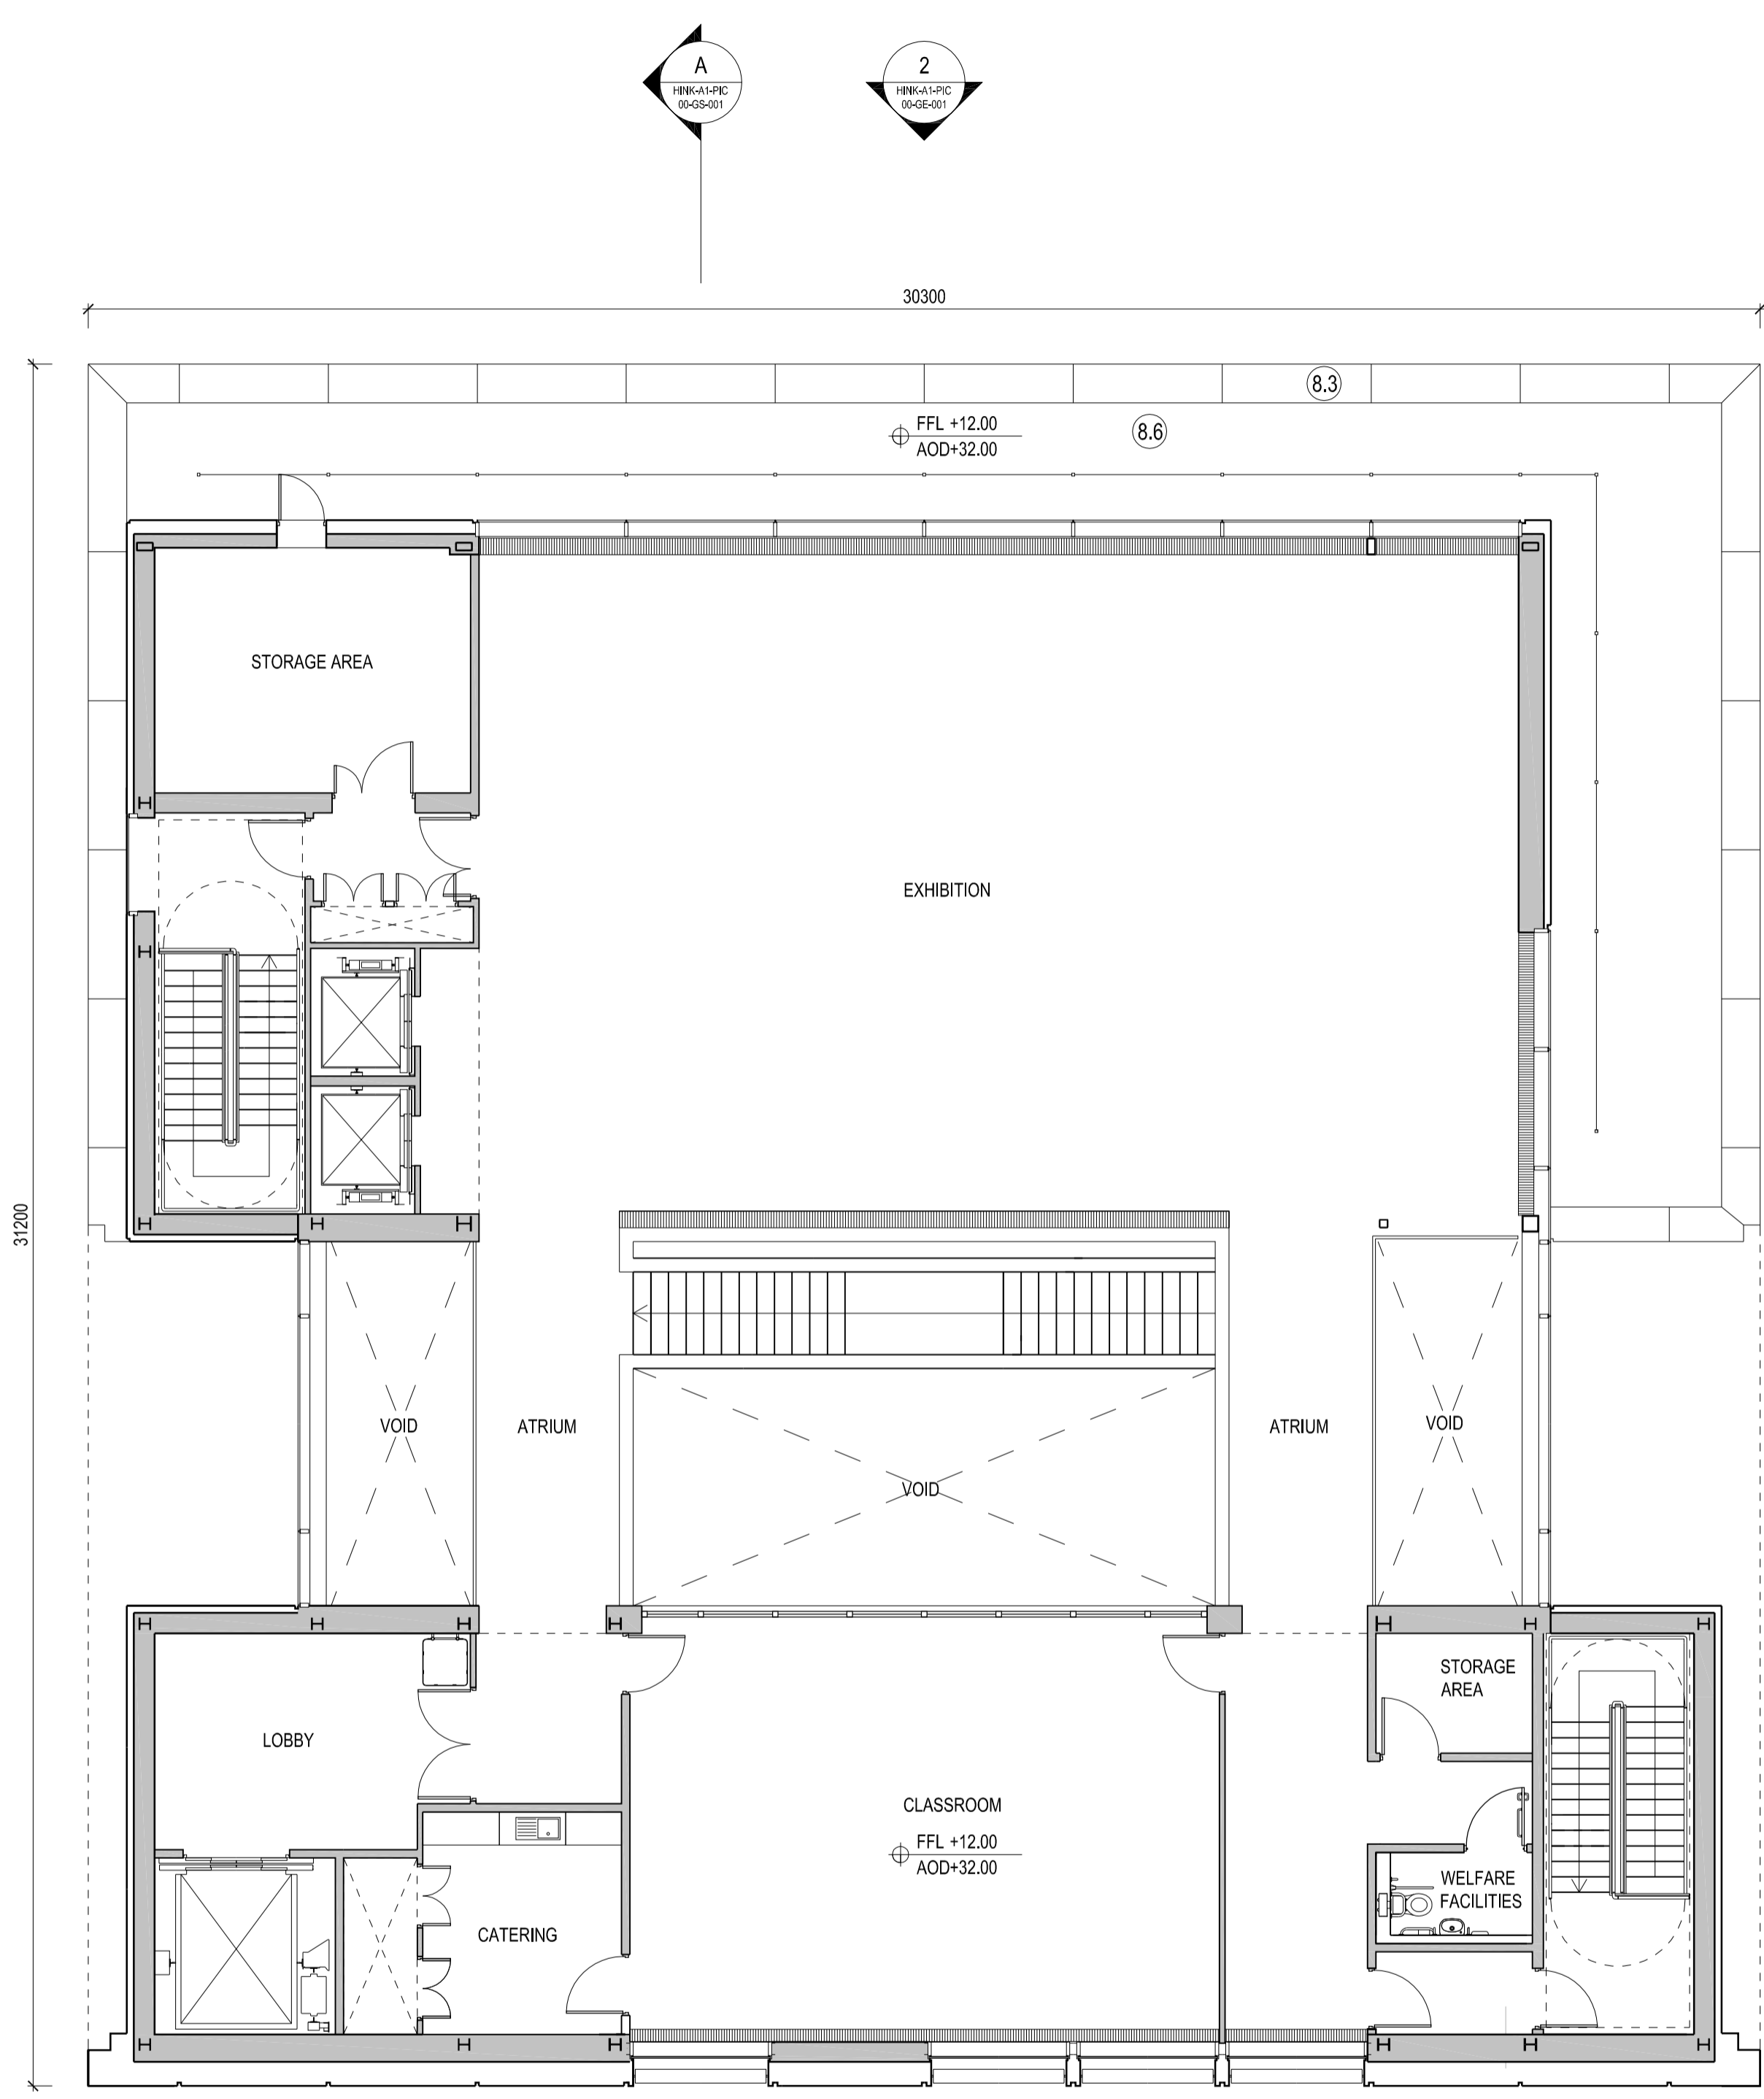 A
HINK-A1-PIC
00-GS-001
2
HINK-A1-PIC
00-GE-001
30300
8.3
FFL +12.00
AOD+32.00
8.6
STORAGE AREA
EXHIBITION
31200
VOID
ATRIUM
VOID
ATRIUM
VOID
LOBBY
STORAGE
AREA
CLASSROOM
FFL +12.00
AOD+32.00
WELFARE
FACILITIES
CATERING